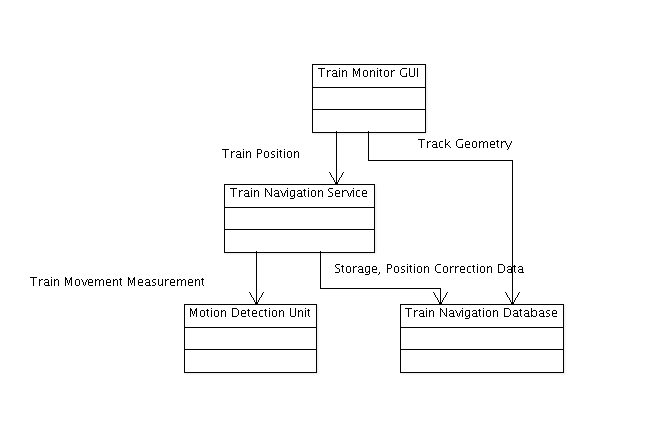 Train Monitor GUI
Train Position
Track Geometry
Train Navigation Service
Storage, Position Correction Data
Train Movement Measurement
Motion Detection Unit
Train Navigation Database